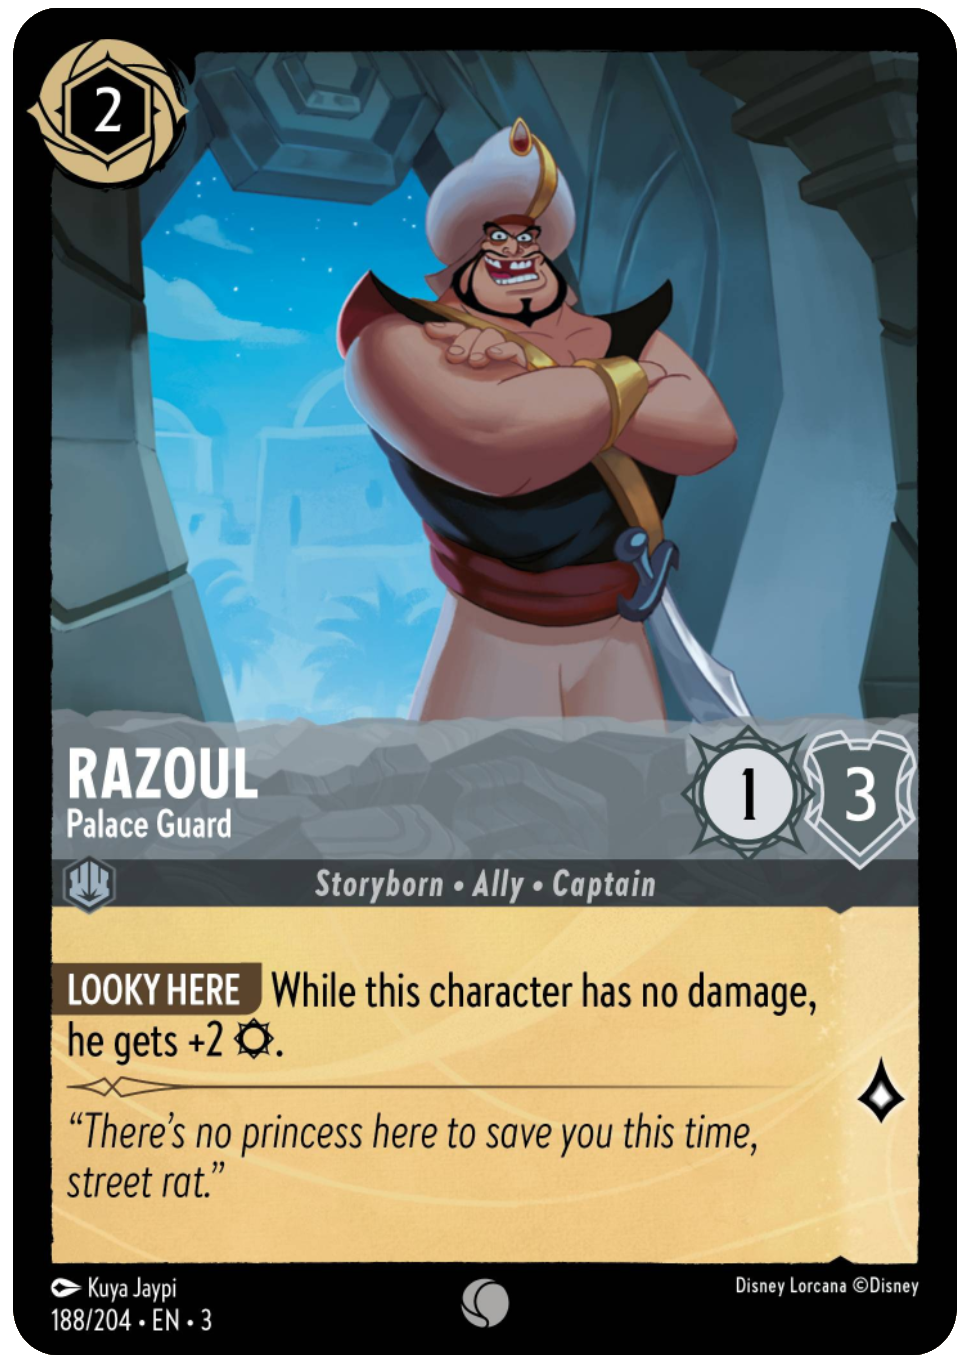 2
RAZOUL
Palace Guard
1
3
Storyborn • Ally • Captain
LOOKY HERE While this character has no damage,
he gets +2 .
“There’s no princess here to save you this time,
street rat.”
Kuya Jaypi
188/204 • EN • 3
Disney Lorcana ©Disney